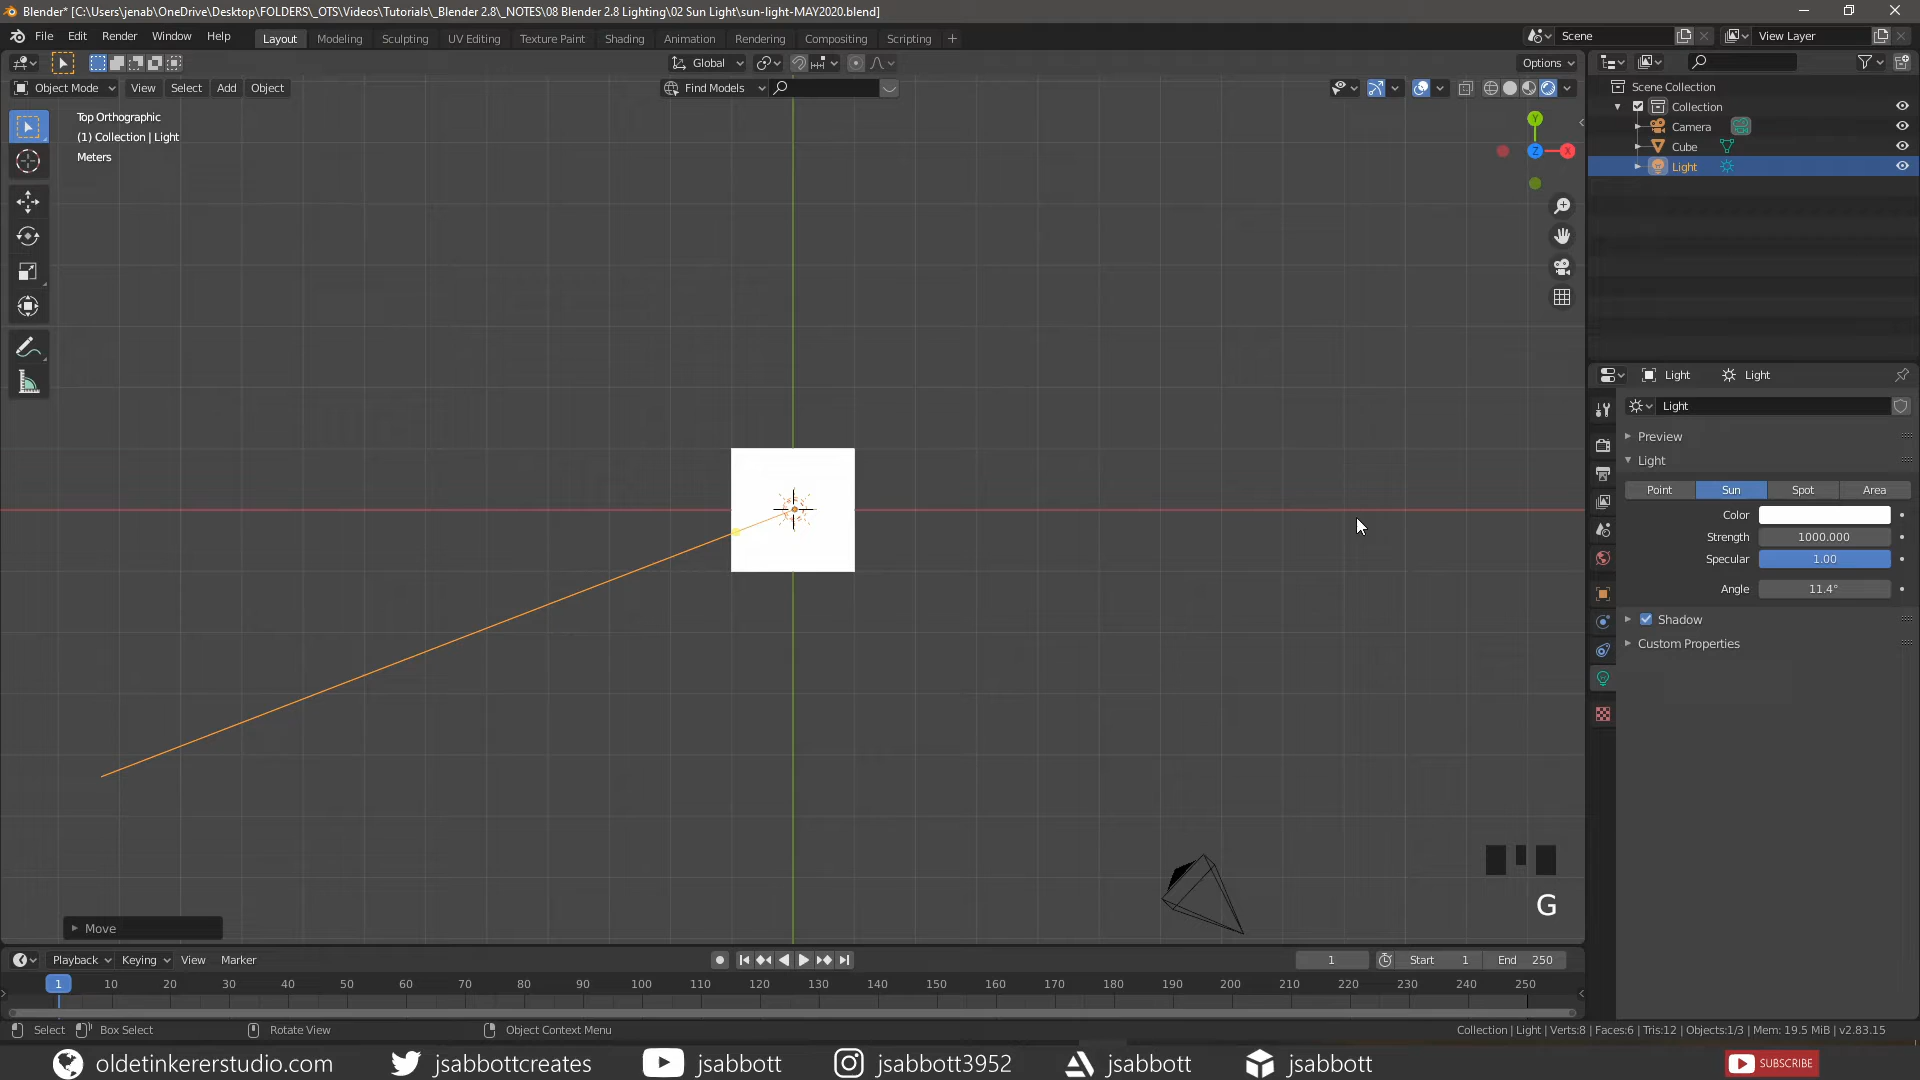 Blender* [C:\Users\jenab\OneDrive\Desktop\FOLDERS\_OTS\Videos\Tutorials\_Blender 2.8\_NOTES\08 Blender 2.8 Lighting\02 Sun Light\sun-light-MAY2020.blend]
File Edit Render Window Help Layout Modeling Sculpting UV Editing Texture Paint Shading Animation Rendering Compositing Scripting + Scene View Layer
Global Options
Object Mode View Select Add Object Find Models
Top Orthographic
(1) Collection | Light
Meters
Y
Z
X
Scene Collection
Collection
Camera
Cube
Light
Light Light
Light
Preview
Light
Point Sun Spot Area
Color
Strength 1000.000
Specular 1.00
Angle 11.4°
Shadow
Custom Properties
G
Move
Playback Keying View Marker 1 Start 1 End 250
1 10 20 30 40 50 60 70 80 90 100 110 120 130 140 150 160 170 180 190 200 210 220 230 240 250
Select Box Select Rotate View Object Context Menu Collection | Light | Verts:8 | Faces:6 | Tris:12 | Objects:1/3 | Mem: 19.5 MiB | v2.83.15
oldetinkererstudio.com jsabbottcreates jsabbott jsabbott3952 jsabbott jsabbott SUBSCRIBE